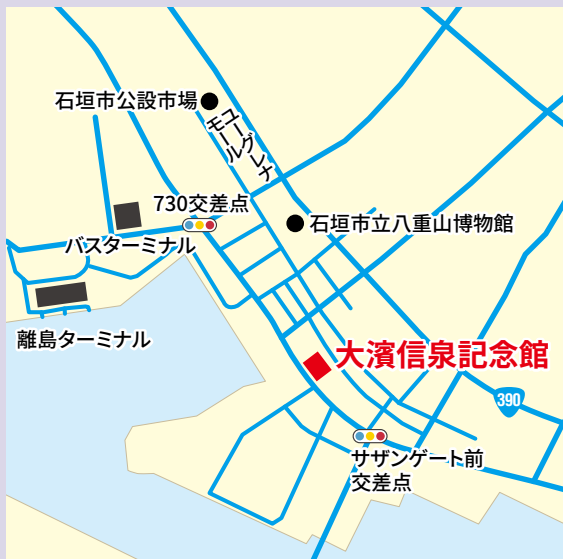 石垣市公設市場
ユーグレナ
モール
730交差点
石垣市立八重山博物館
バスターミナル
離島ターミナル
大濱信泉記念館
390
サザンゲート前
交差点